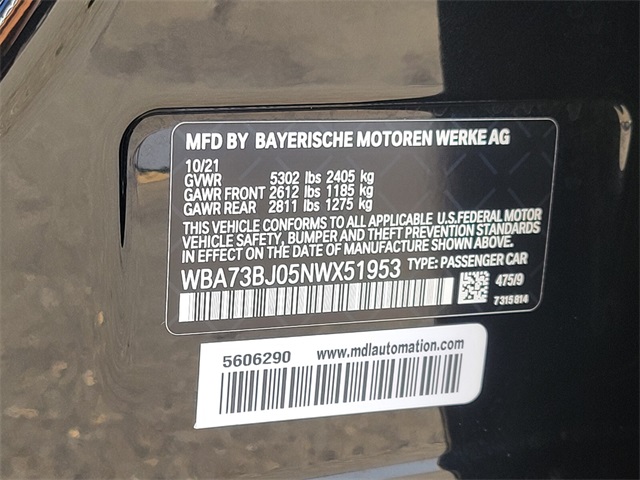 MFD BY BAYERISCHE MOTOREN WERKE AG
10/21
GVWR 5302 lbs 2405 kg
GAWR FRONT 2612 lbs 1185 kg
GAWR REAR 2811 lbs 1275 kg
THIS VEHICLE CONFORMS TO ALL APPLICABLE U.S.FEDERAL MOTOR
VEHICLE SAFETY, BUMPER, AND THEFT PREVENTION STANDARDS
IN EFFECT ON THE DATE OF MANUFACTURE SHOWN ABOVE.
WBA73BJ05NWX51953 TYPE: PASSENGER CAR
475/9
7315814
5606290 www.mdlautomation.com